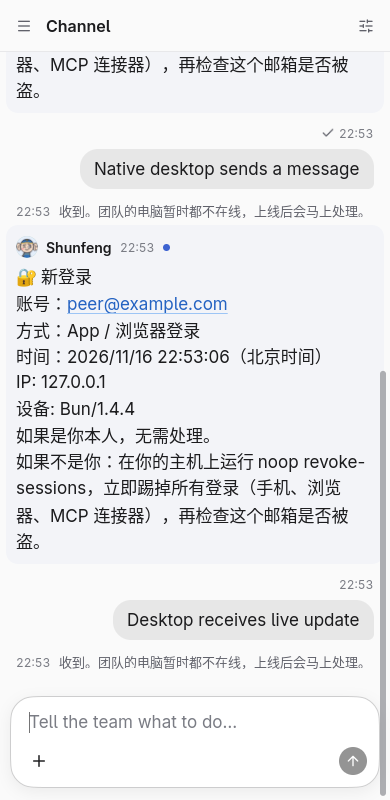 Channel
器、MCP 连接器），再检查这个邮箱是否被
盗。
22:53
Native desktop sends a message
22:53 收到。团队的电脑暂时都不在线，上线后会马上处理。
Shunfeng 22:53
🔐 新登录
账号：peer@example.com
方式：App / 浏览器登录
时间：2026/11/16 22:53:06（北京时间）
IP: 127.0.0.1
设备: Bun/1.4.4
如果是你本人，无需处理。
如果不是你：在你的主机上运行 noop revoke-
sessions，立即踢掉所有登录（手机、浏览
器、MCP 连接器），再检查这个邮箱是否被
盗。
22:53
Desktop receives live update
22:53 收到。团队的电脑暂时都不在线，上线后会马上处理。
Tell the team what to do...